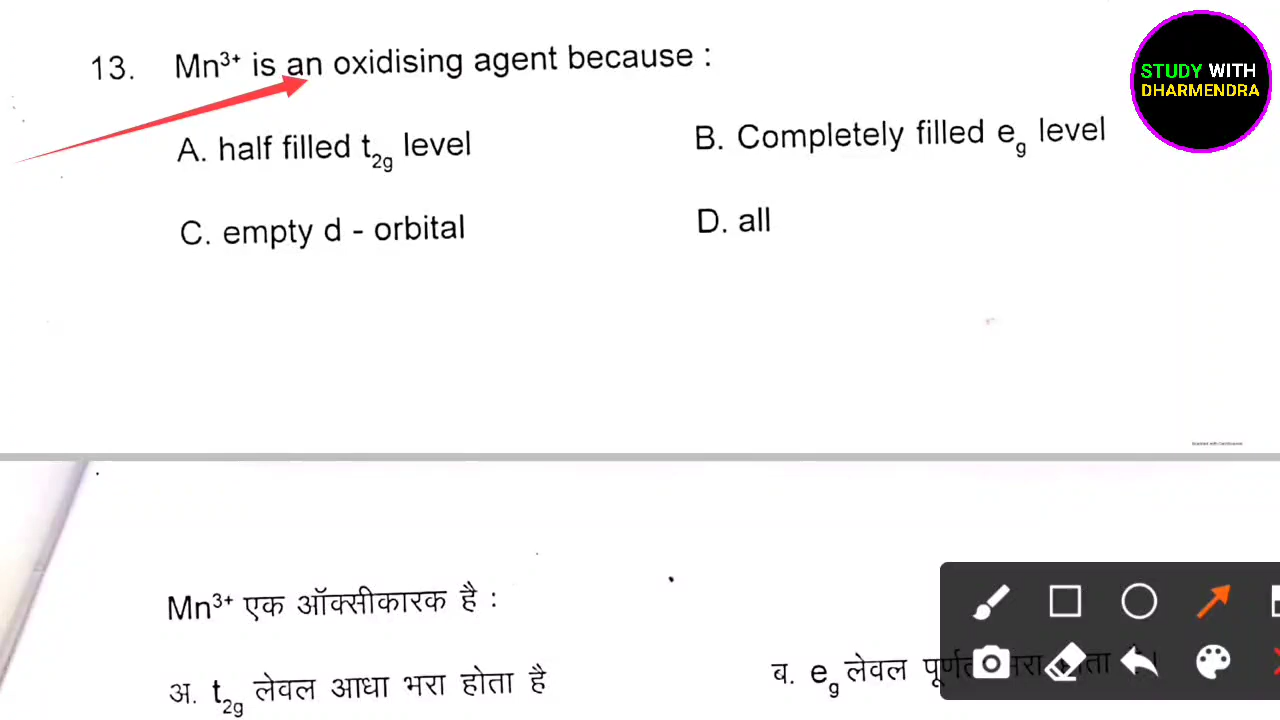 STUDY WITH
DHARMENDRA
13. Mn³⁺ is an oxidising agent because :
A. half filled t₂g level B. Completely filled eg level
C. empty d - orbital D. all
Mn³⁺ एक ऑक्सीकारक है :
अ. t₂g लेवल आधा भरा होता है ब. eg लेवल